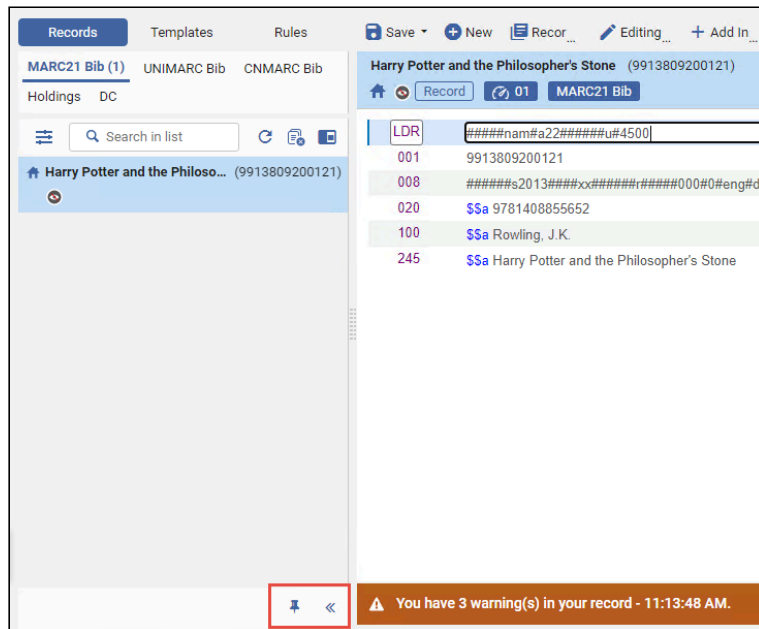 Records Templates Rules
MARC21 Bib (1) UNIMARC Bib CNMARC Bib
Holdings DC
Search in list
Harry Potter and the Philoso... (9913809200121)
Save New Recor... Editing... Add In...
Harry Potter and the Philosopher's Stone (9913809200121)
Record 01 MARC21 Bib
LDR #####nam#a22######u#4500
001 9913809200121
008 ######s2013####xx######r#####000#0#eng#d
020 $$a 9781408855652
100 $$a Rowling, J.K.
245 $$a Harry Potter and the Philosopher's Stone
You have 3 warning(s) in your record - 11:13:48 AM.